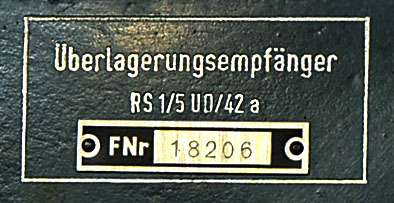 Überlagerungsempfänger
RS 1/5 UD/42 a
FNr 18206